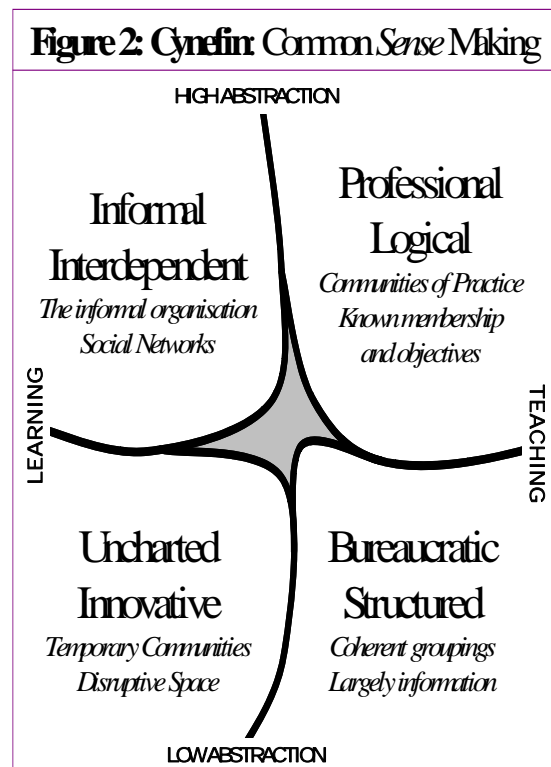 Figure 2: Cynefin: Common Sense Making
HIGH ABSTRACTION
Informal
Interdependent
The informal organisation
Social Networks
Professional
Logical
Communities of Practice
Known membership
and objectives
LEARNING
TEACHING
Uncharted
Innovative
Temporary Communities
Disruptive Space
Bureaucratic
Structured
Coherent groupings
Largely information
LOW ABSTRACTION